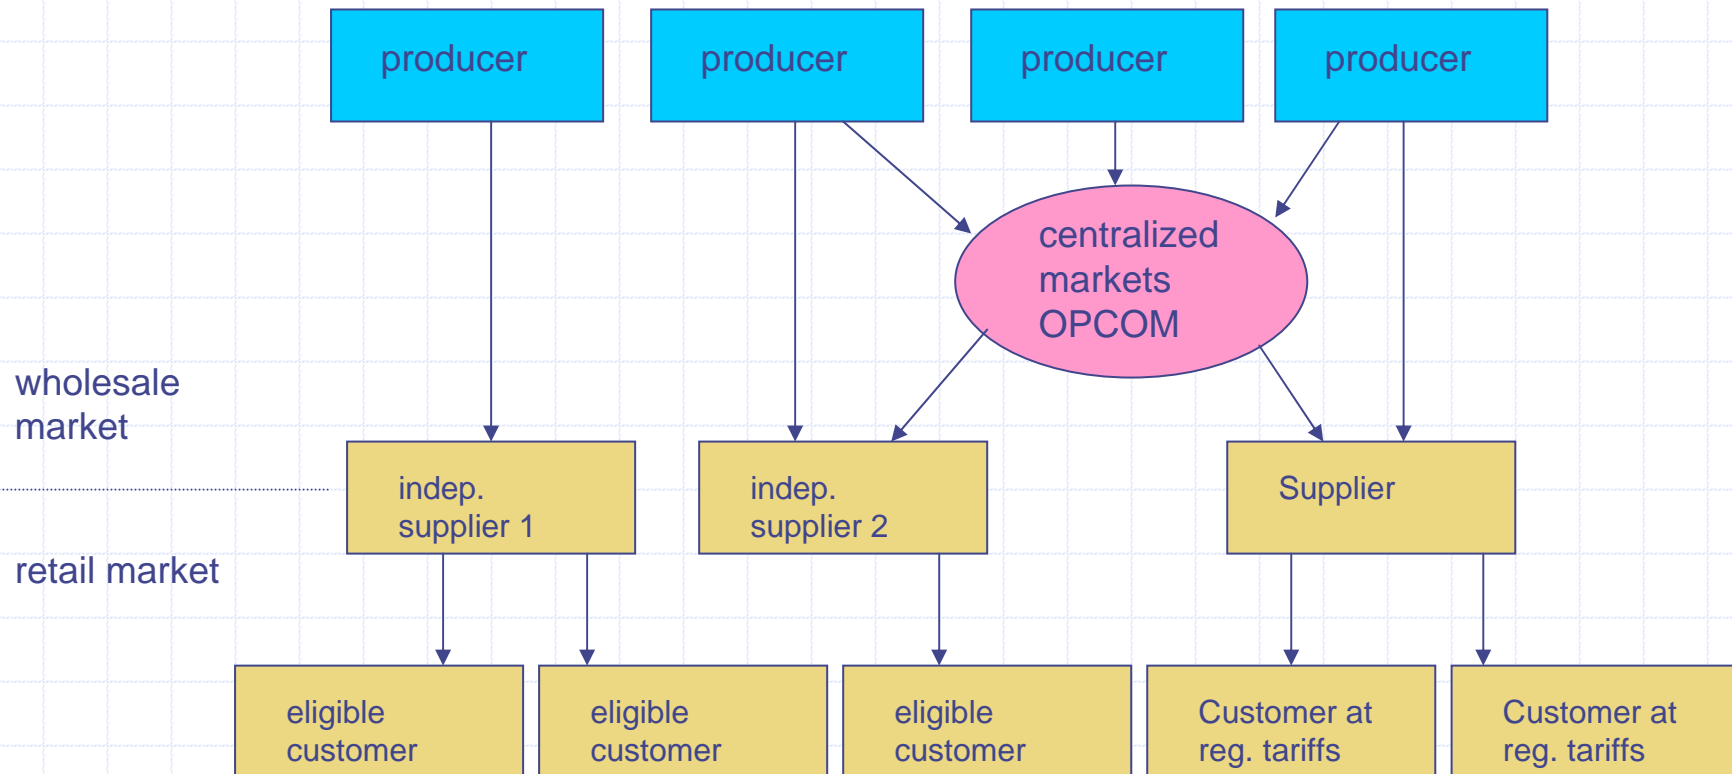 producer
producer
producer
producer
centralized
markets
OPCOM
wholesale
market
indep.
supplier 1
indep.
supplier 2
Supplier
retail market
eligible
customer
eligible
customer
eligible
customer
Customer at
reg. tariffs
Customer at
reg. tariffs